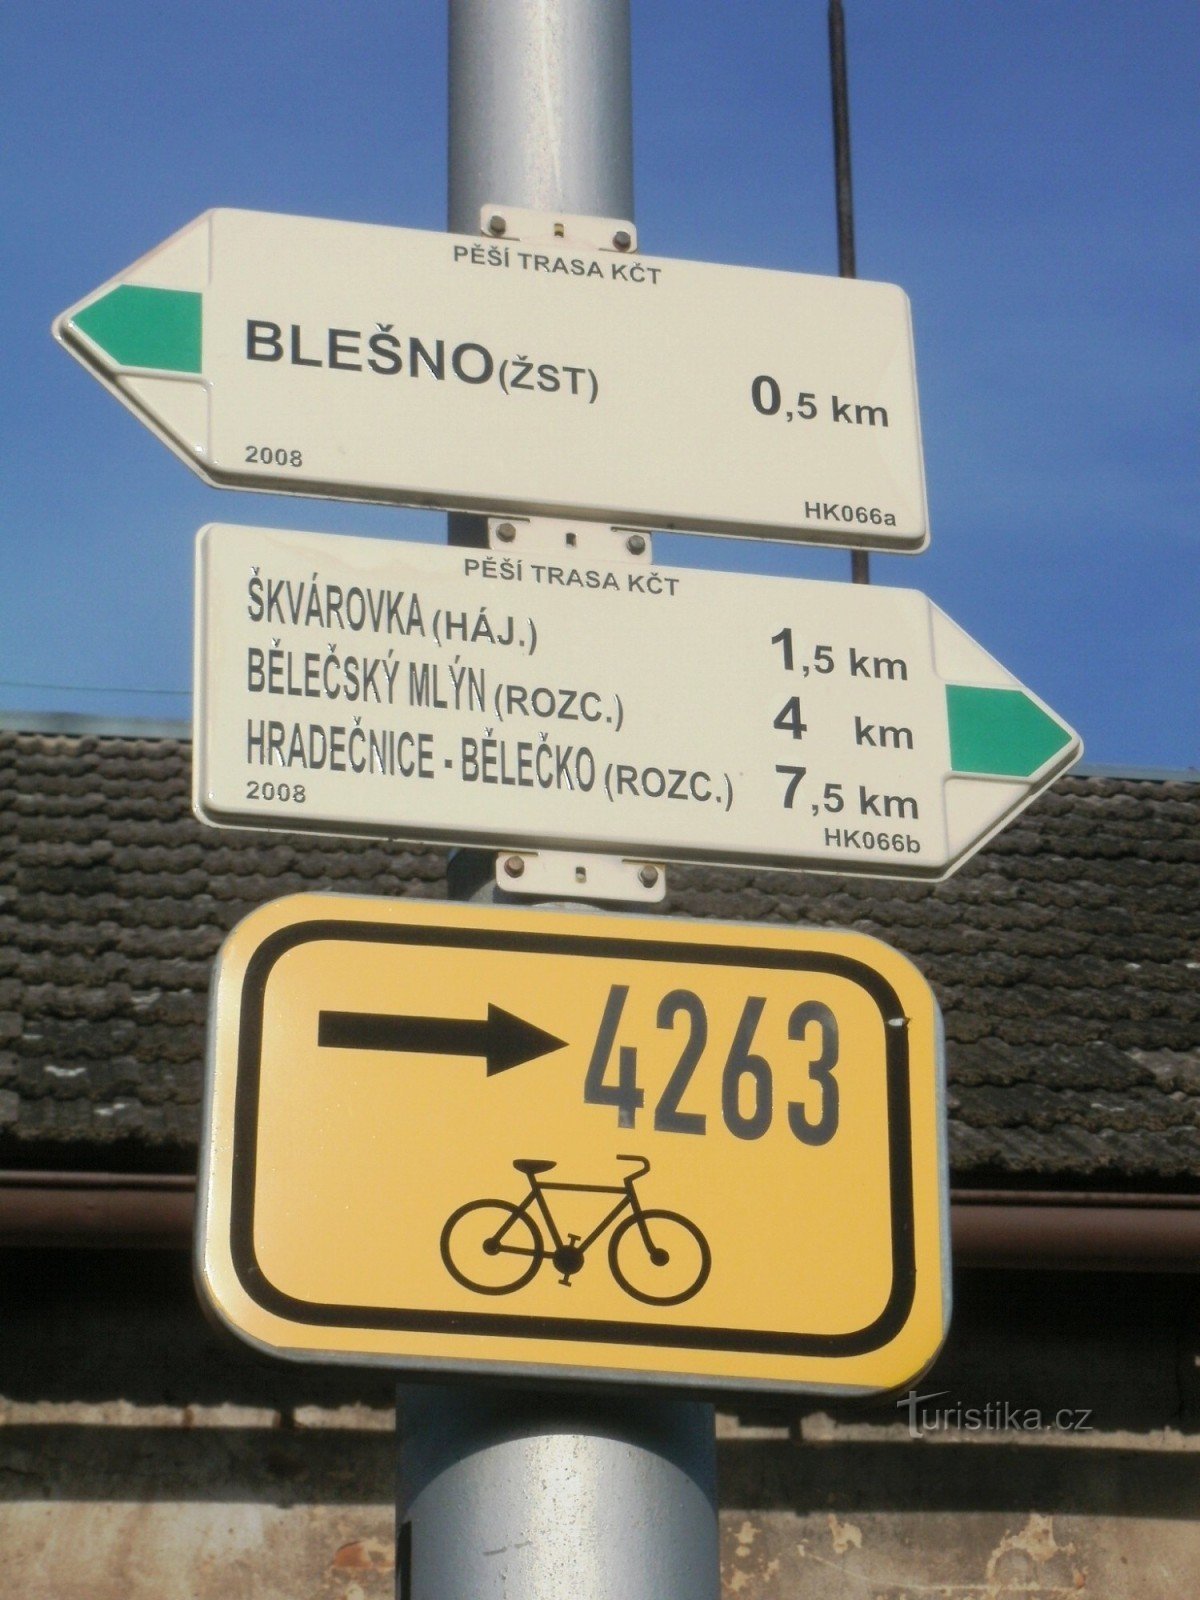 PĚŠÍ TRASA KČT
BLEŠNO(ŽST) 0,5 km
2008
HK066a
PĚŠÍ TRASA KČT
ŠKVÁROVKA (HÁJ.) 1,5 km
BĚLEČSKÝ MLÝN (ROZC.) 4 km
HRADEČNICE - BĚLEČKO (ROZC.) 7,5 km
2008
HK066b
4263
Turistika.cz